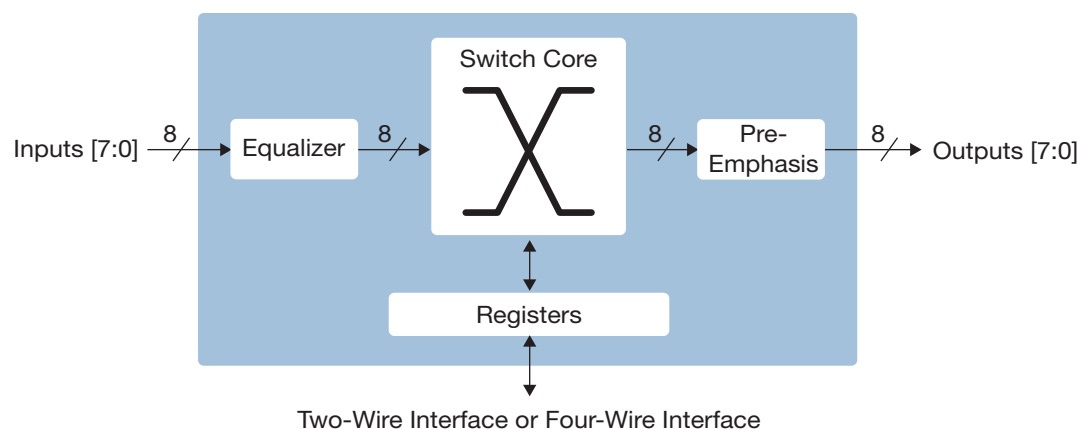 Switch Core
Inputs [7:0]
8
Equalizer
8
8
Pre-
Emphasis
8
Outputs [7:0]
Registers
Two-Wire Interface or Four-Wire Interface